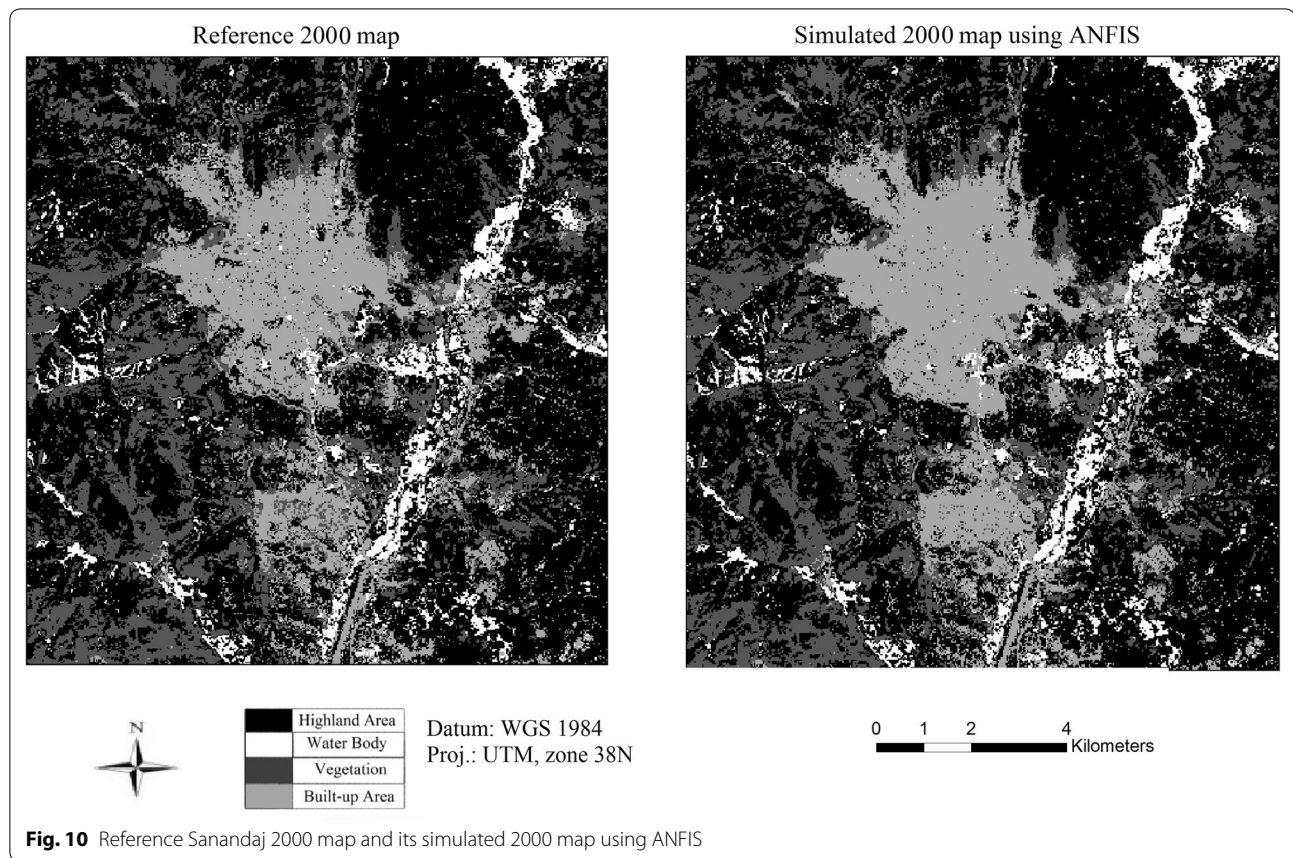 Reference 2000 map
Simulated 2000 map using ANFIS
N
Highland Area
Water Body
Vegetation
Built-up Area
Datum: WGS 1984
Proj.: UTM, zone 38N
0 1 2 4
Kilometers
Fig. 10 Reference Sanandaj 2000 map and its simulated 2000 map using ANFIS